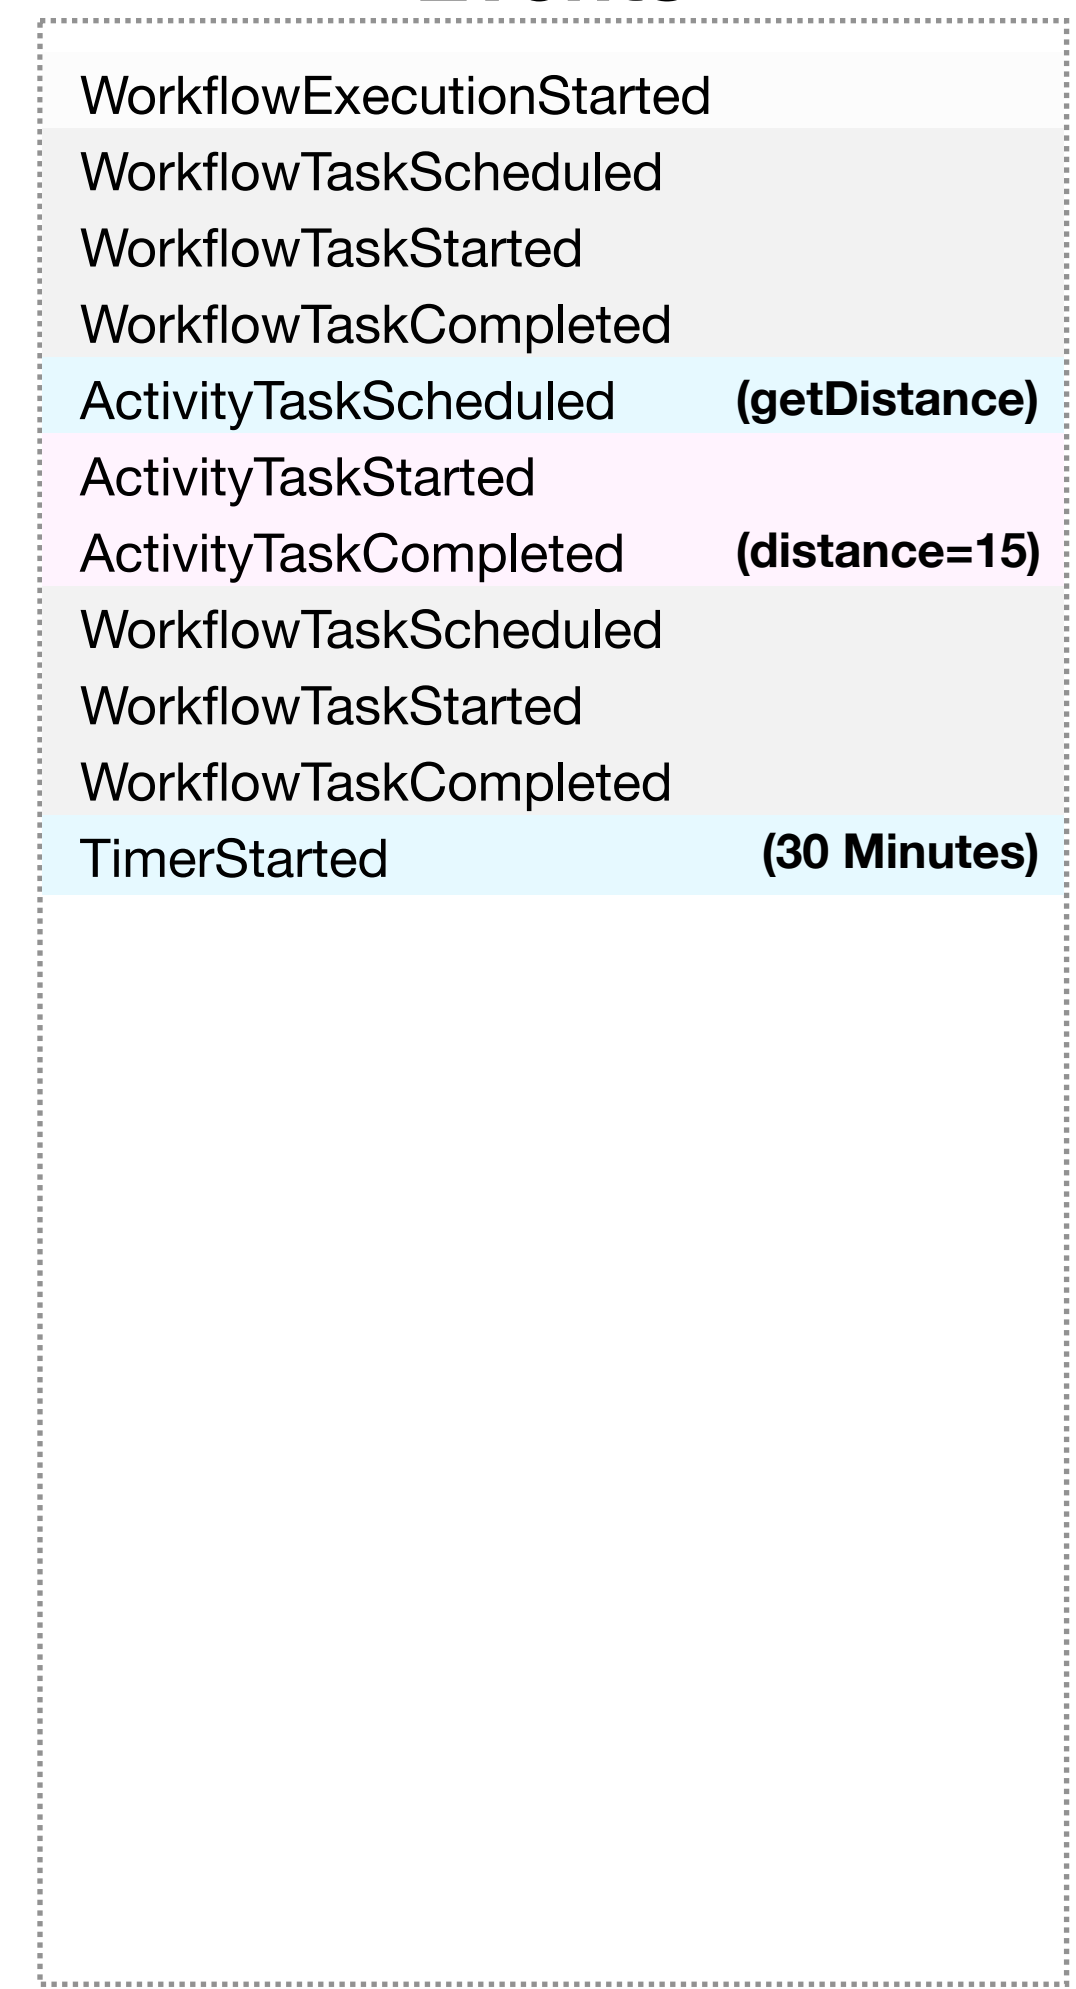 WorkflowExecutionStarted
WorkflowTaskScheduled
WorkflowTaskStarted
WorkflowTaskCompleted
ActivityTaskScheduled (getDistance)
ActivityTaskStarted
ActivityTaskCompleted (distance=15)
WorkflowTaskScheduled
WorkflowTaskStarted
WorkflowTaskCompleted
TimerStarted (30 Minutes)